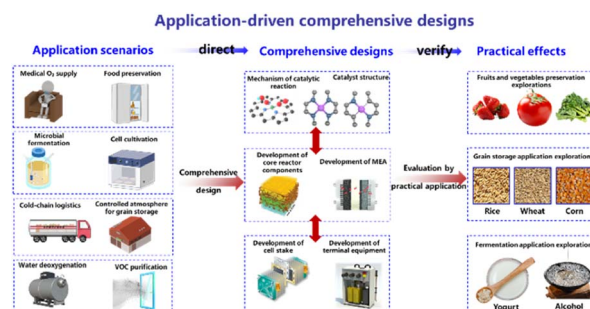 Application-driven comprehensive designs
Application scenarios
direct
Comprehensive designs
verify
Practical effects
Medical O₂ supply
Food preservation
Microbial
fermentation
Cell cultivation
Cold-chain logistics
Controlled atmosphere
for grain storage
Water deoxygenation
VOC purification
Comprehensive
design
Mechanism of catalytic
reaction
Catalyst structure
Development of
core reactor
components
Development of MEA
Development of
cell stake
Development of
terminal equipment
Evaluation by
practical application
Fruits and vegetables preservation
explorations
Grain storage application explorations
Rice
Wheat
Corn
Fermentation application explorations
Yogurt
Alcohol